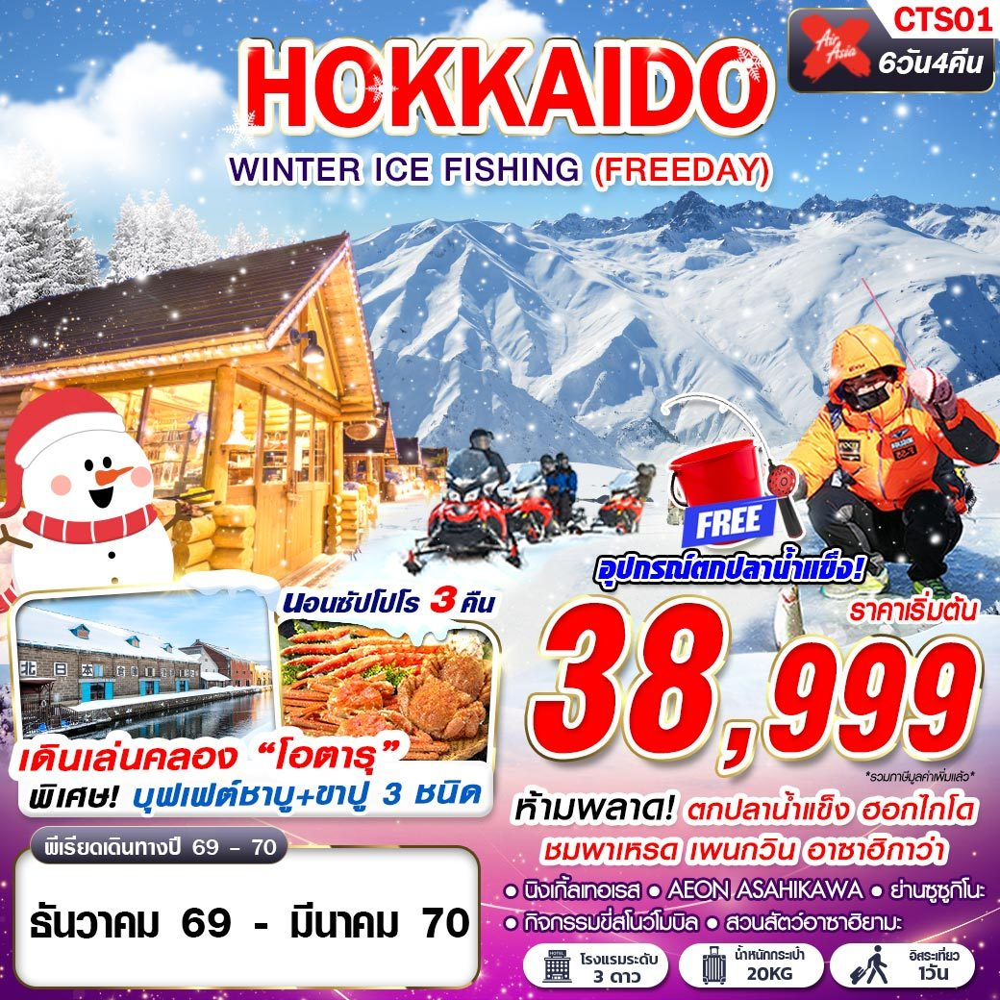 Air Asia
CTS01
6วัน4คืน
HOKKAIDO
WINTER ICE FISHING (FREEDAY)
FREE
อุปกรณ์ตกปลาน้ำแข็ง!
นอนซัปโปโร 3 คืน
ราคาเริ่มต้น
38,999
*รวมภาษีมูลค่าเพิ่มแล้ว*
北日本
เดินเล่นคลอง “โอตารุ”
พิเศษ! บุฟเฟต์ชาบู+ขาปู 3 ชนิด
ห้ามพลาด! ตกปลาน้ำแข็ง ฮอกไกโด
ชมพาเหรด เพนกวิน อาซาฮิกาว่า
• นิงเกิ้ลเทอเรส • AEON ASAHIKAWA • ย่านซูซูกิโนะ
• กิจกรรมขี่สโนว์โมบิล • สวนสัตว์อาซาฮิยามะ
พีเรียดเดินทางปี 69 - 70
ธันวาคม 69 - มีนาคม 70
HOTEL
โรงแรมระดับ
3 ดาว
น้ำหนักกระเป๋า
20KG
อิสระเที่ยว
1วัน